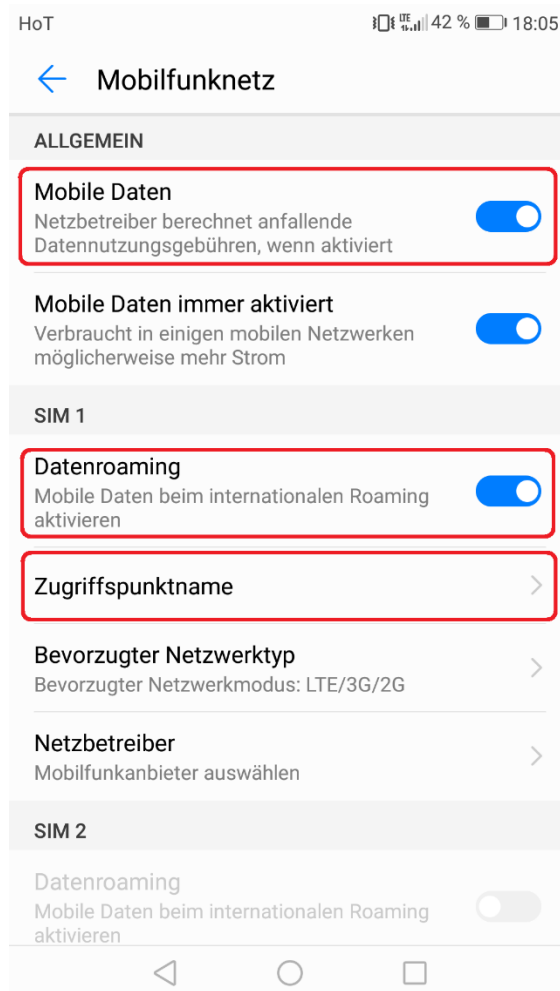 HoT LTE 42 % 18:05
Mobilfunknetz
ALLGEMEIN
Mobile Daten
Netzbetreiber berechnet anfallende
Datennutzungsgebühren, wenn aktiviert
Mobile Daten immer aktiviert
Verbraucht in einigen mobilen Netzwerken
möglicherweise mehr Strom
SIM 1
Datenroaming
Mobile Daten beim internationalen Roaming
aktivieren
Zugriffspunktname
Bevorzugter Netzwerktyp
Bevorzugter Netzwerkmodus: LTE/3G/2G
Netzbetreiber
Mobilfunkanbieter auswählen
SIM 2
Datenroaming
Mobile Daten beim internationalen Roaming
aktivieren